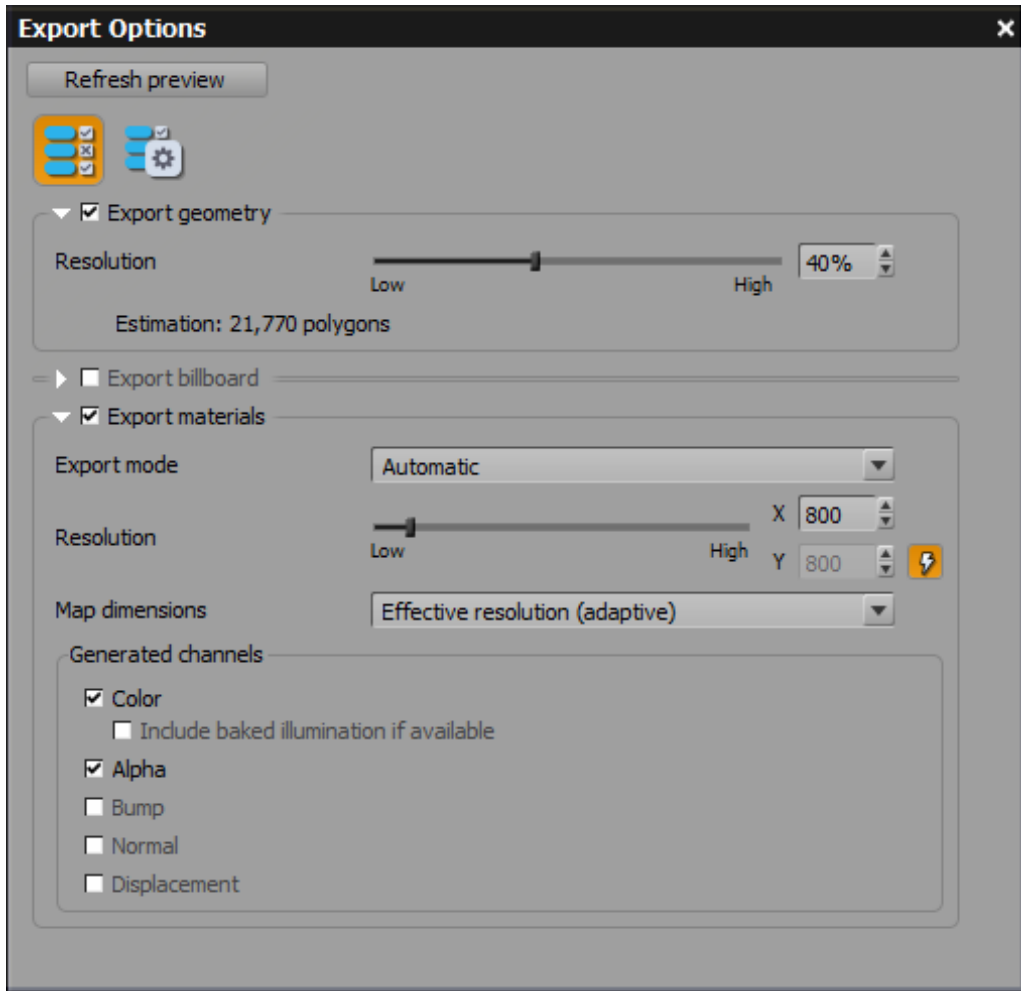 Export Options
Refresh preview
Export geometry
Resolution
40%
Low High
Estimation: 21,770 polygons
Export billboard
Export materials
Export mode Automatic
X 800
Resolution
Low High
Y 800
Map dimensions Effective resolution (adaptive)
Generated channels
Color
Include baked illumination if available
Alpha
Bump
Normal
Displacement